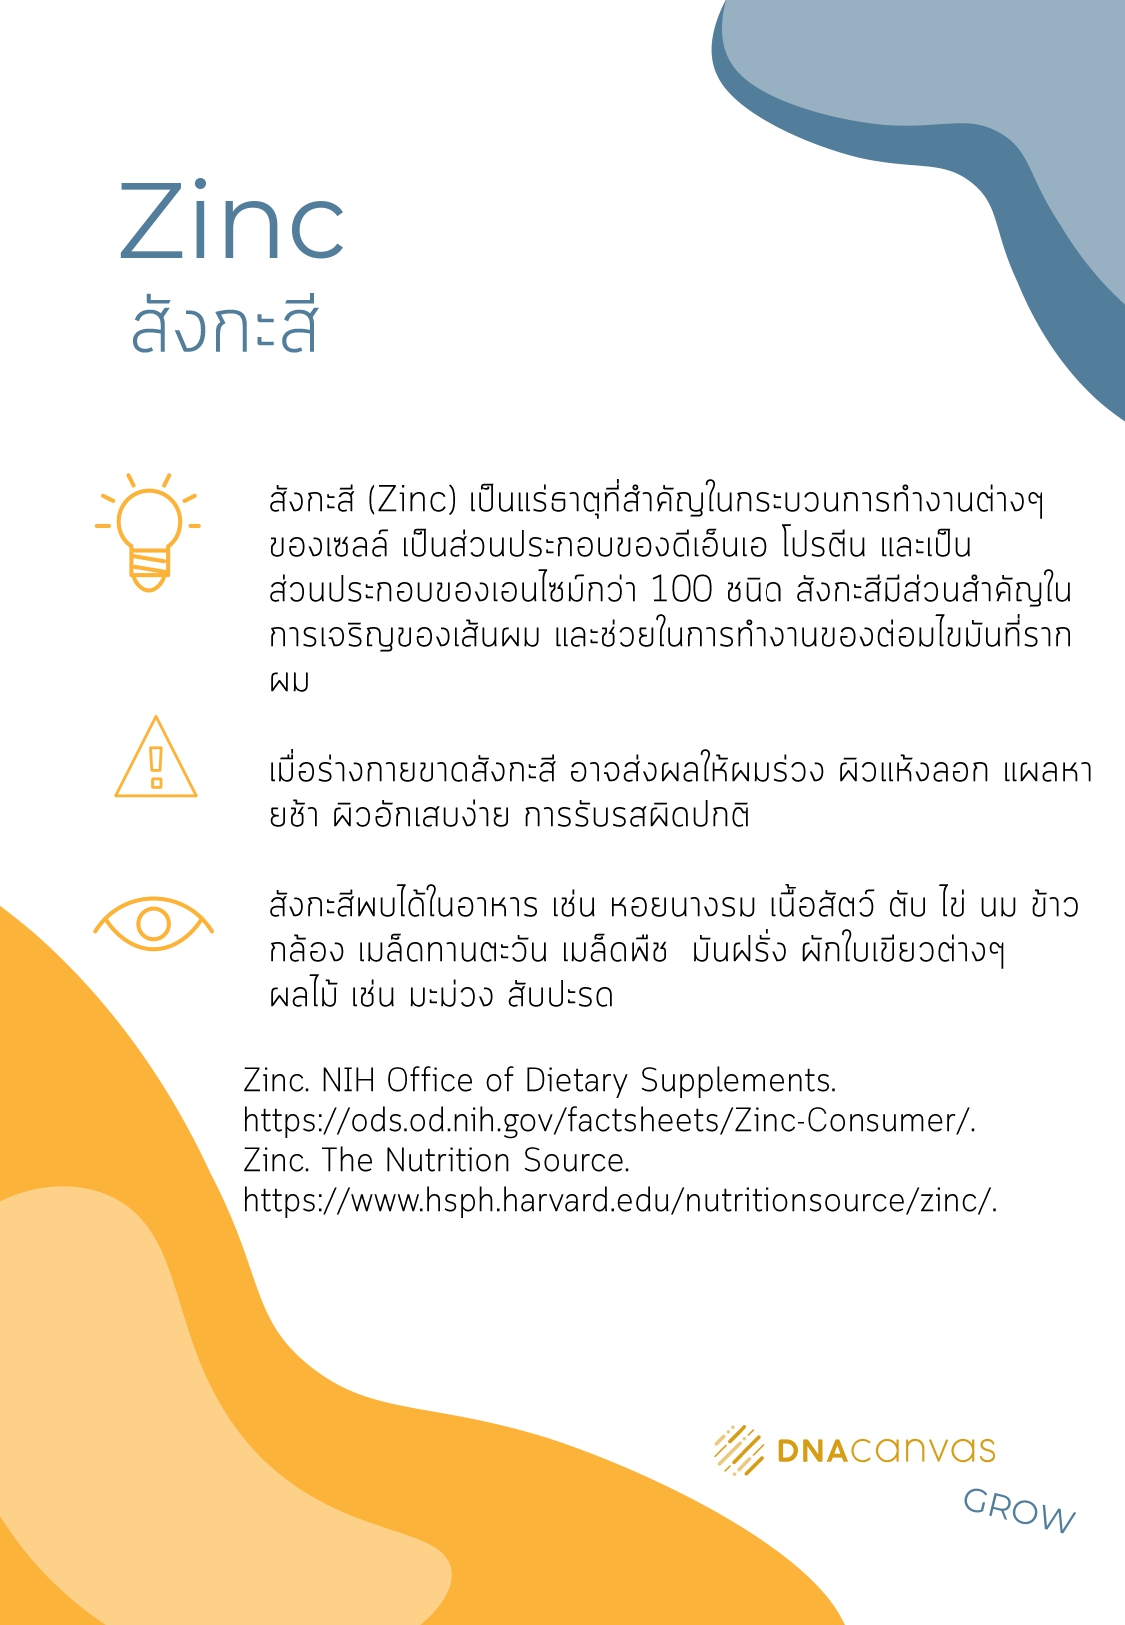 Zinc
สังกะสี
สังกะสี (Zinc) เป็นแร่ธาตุที่สำคัญในกระบวนการทำงานต่างๆ
ของเซลล์ เป็นส่วนประกอบของดีเอ็นเอ โปรตีน และเป็น
ส่วนประกอบของเอนไซม์กว่า 100 ชนิด สังกะสีมีส่วนสำคัญใน
การเจริญของเส้นผม และช่วยในการทำงานของต่อมไขมันที่ราก
ผม
เมื่อร่างกายขาดสังกะสี อาจส่งผลให้ผมร่วง ผิวแห้งลอก แผลหา
ยช้า ผิวอักเสบง่าย การรับรสผิดปกติ
สังกะสีพบได้ในอาหาร เช่น หอยนางรม เนื้อสัตว์ ตับ ไข่ นม ข้าว
กล้อง เมล็ดทานตะวัน เมล็ดพืช มันฝรั่ง ผักใบเขียวต่างๆ
ผลไม้ เช่น มะม่วง สับปะรด
Zinc. NIH Office of Dietary Supplements.
https://ods.od.nih.gov/factsheets/Zinc-Consumer/.
Zinc. The Nutrition Source.
https://www.hsph.harvard.edu/nutritionsource/zinc/.
DNAcanvas
GROW